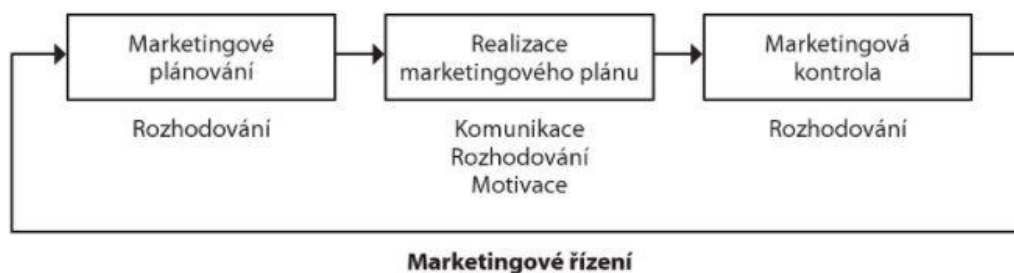 Marketingové
plánování
Realizace
marketingového plánu
Marketingová
kontrola
Rozhodování
Komunikace
Rozhodování
Motivace
Rozhodování
Marketingové řízení